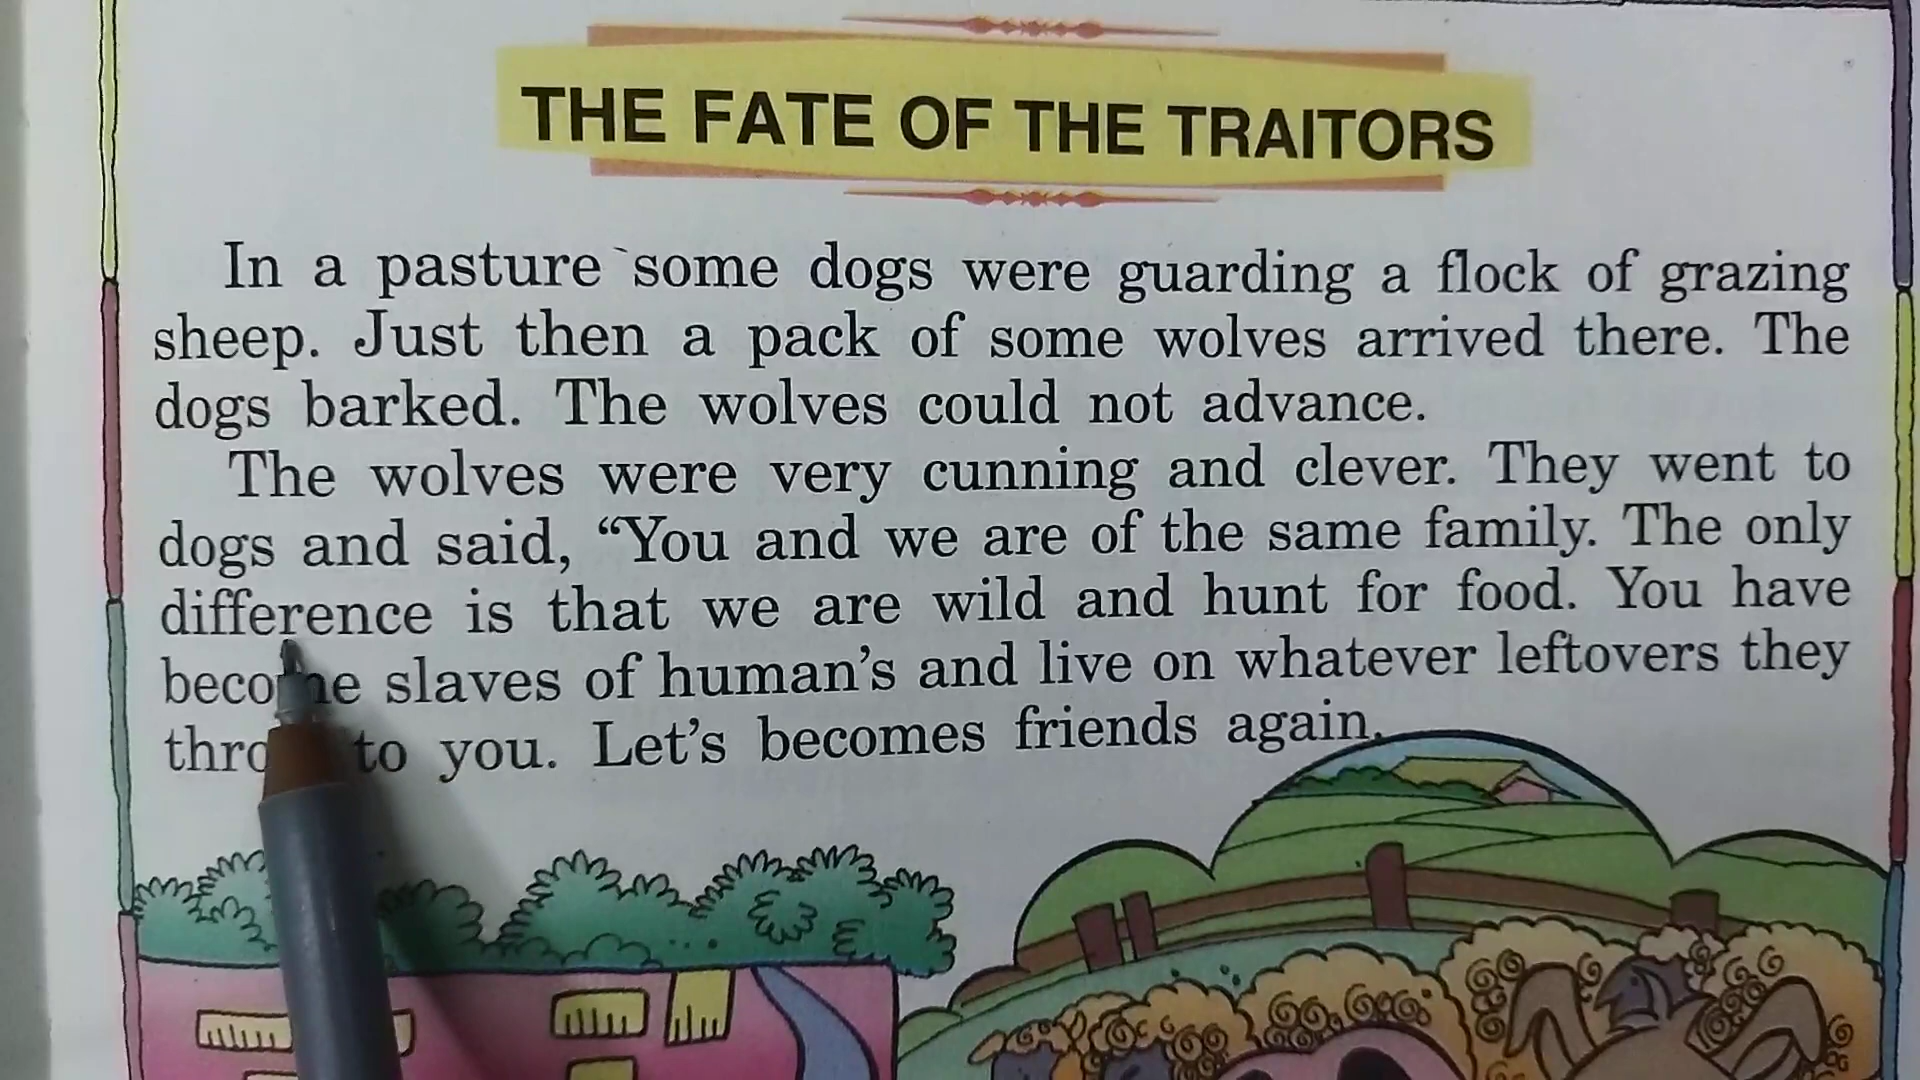 THE FATE OF THE TRAITORS
In a pasture some dogs were guarding a flock of grazing
sheep. Just then a pack of some wolves arrived there. The
dogs barked. The wolves could not advance.
The wolves were very cunning and clever. They went to
dogs and said, “You and we are of the same family. The only
difference is that we are wild and hunt for food. You have
become slaves of human’s and live on whatever leftovers they
to you. Let’s becomes friends again.